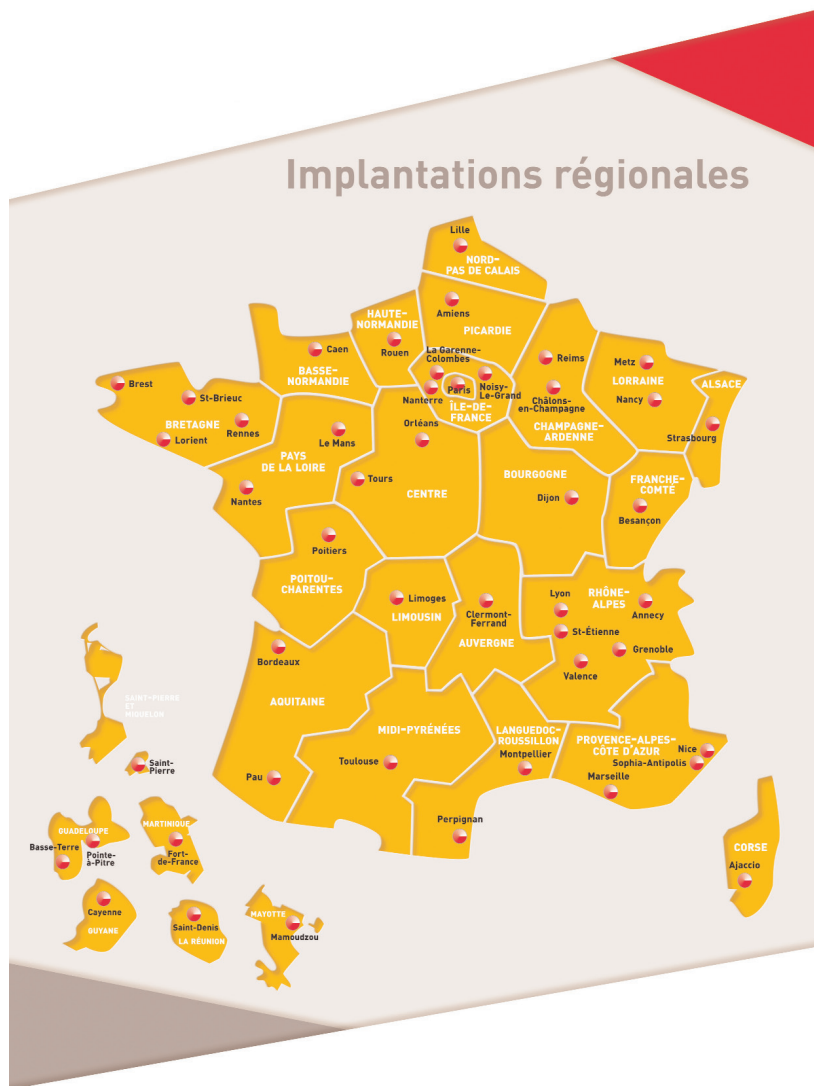 Implantations régionales
Lille
NORD-
PAS DE CALAIS
Amiens
PICARDIE
HAUTE-
NORMANDIE
Rouen
Caen
BASSE-
NORMANDIE
La Garenne-
Colombes
Nanterre
Paris
Noisy-
Le-Grand
ÎLE-DE-
FRANCE
Reims
Châlons-
en-Champagne
CHAMPAGNE-
ARDENNE
Metz
LORRAINE
Nancy
ALSACE
Strasbourg
Brest
St-Brieuc
BRETAGNE
Rennes
Lorient
Le Mans
PAYS
DE LA LOIRE
Nantes
Orléans
Tours
CENTRE
BOURGOGNE
Dijon
FRANCHE-
COMTÉ
Besançon
Poitiers
POITOU-
CHARENTES
Limoges
LIMOUSIN
Clermont-
Ferrand
AUVERGNE
Lyon
RHÔNE-
ALPES
Annecy
St-Étienne
Grenoble
Valence
Bordeaux
AQUITAINE
Pau
MIDI-PYRÉNÉES
Toulouse
LANGUEDOC-
ROUSSILLON
Montpellier
Perpignan
PROVENCE-ALPES-
CÔTE D'AZUR
Nice
Sophia-Antipolis
Marseille
CORSE
Ajaccio
SAINT-PIERRE
ET
MIQUELON
Saint-
Pierre
GUADELOUPE
Basse-Terre
Pointe-
à-Pitre
MARTINIQUE
Fort-
de-France
Cayenne
GUYANE
Saint-Denis
LA RÉUNION
MAYOTTE
Mamoudzou